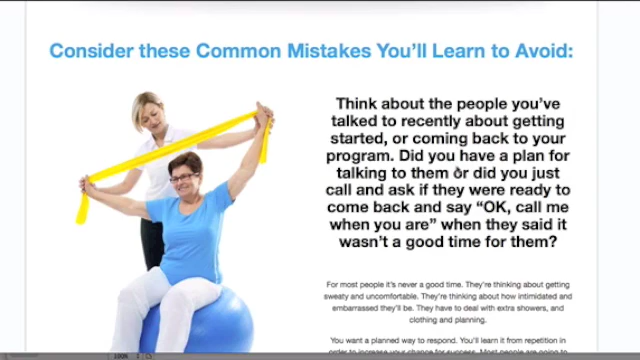 Consider these Common Mistakes You'll Learn to Avoid:
Think about the people you've
talked to recently about getting
started, or coming back to your
program. Did you have a plan for
talking to them or did you just
call and ask if they were ready to
come back and say "OK, call me
when you are" when they said it
wasn't a good time for them?
For most people it's never a good time. They're thinking about getting
sweaty and uncomfortable. They're thinking about how intimidated and
embarrassed they'll be. They have to deal with extra showers, and
clothing and planning.
You want a planned way to respond. You'll learn it from repetition in
order to increase your chance for success. Most people are going to
100%